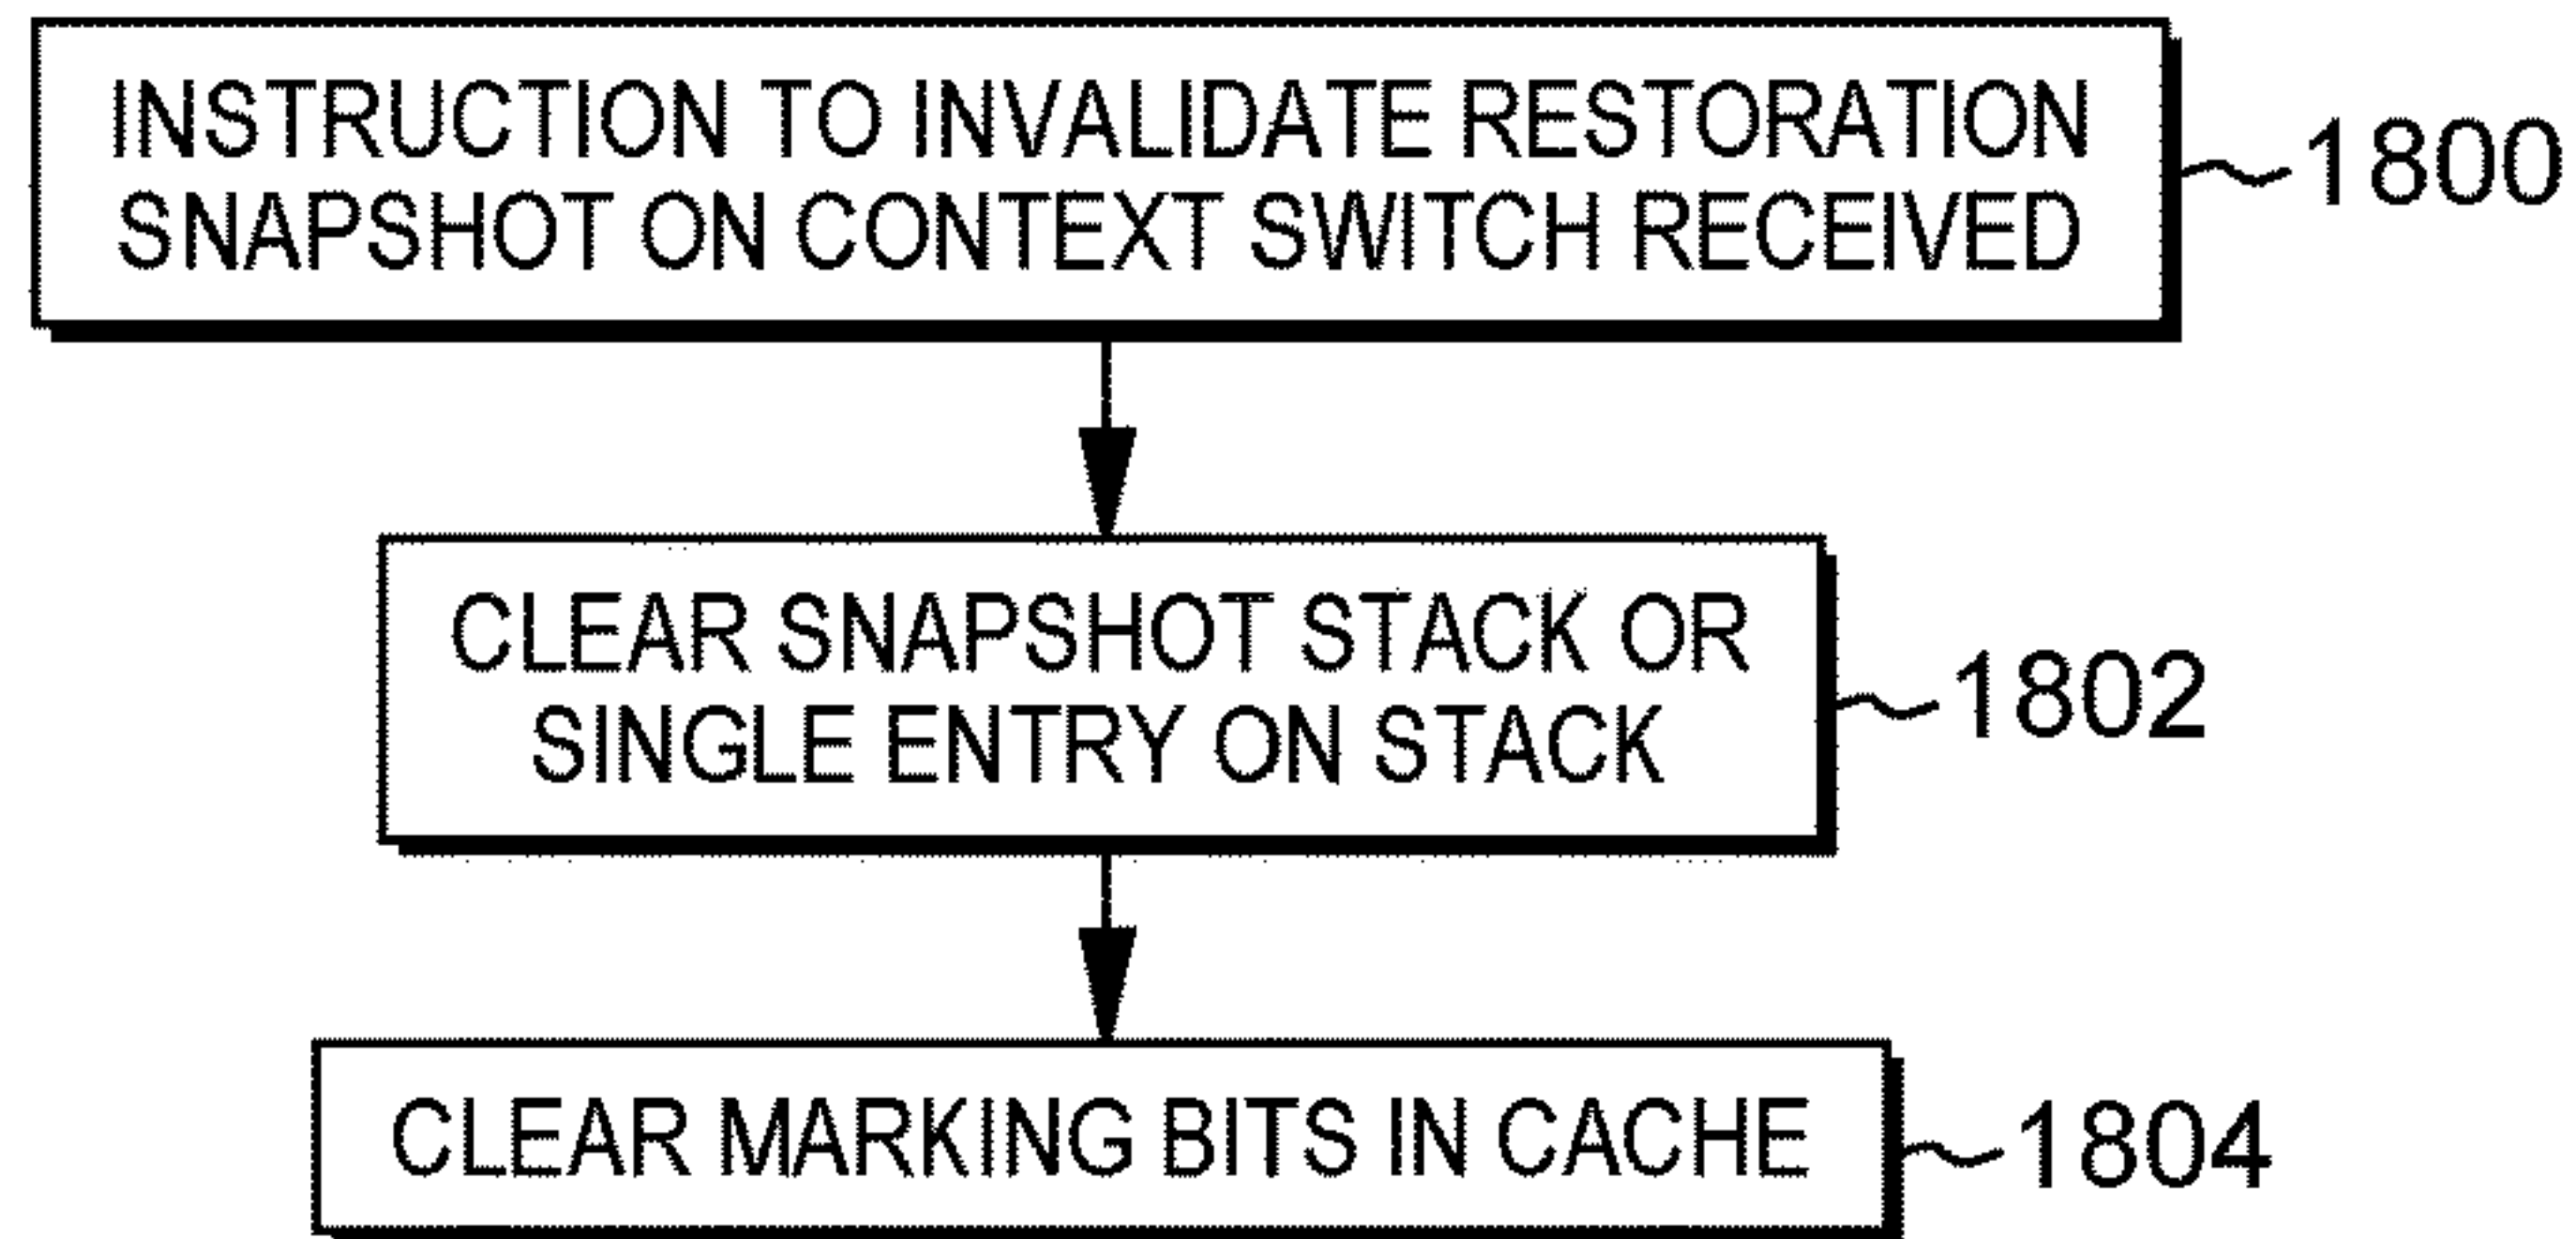 INSTRUCTION TO INVALIDATE RESTORATION
SNAPSHOT ON CONTEXT SWITCH RECEIVED
1800
CLEAR SNAPSHOT STACK OR
SINGLE ENTRY ON STACK
1802
CLEAR MARKING BITS IN CACHE
1804